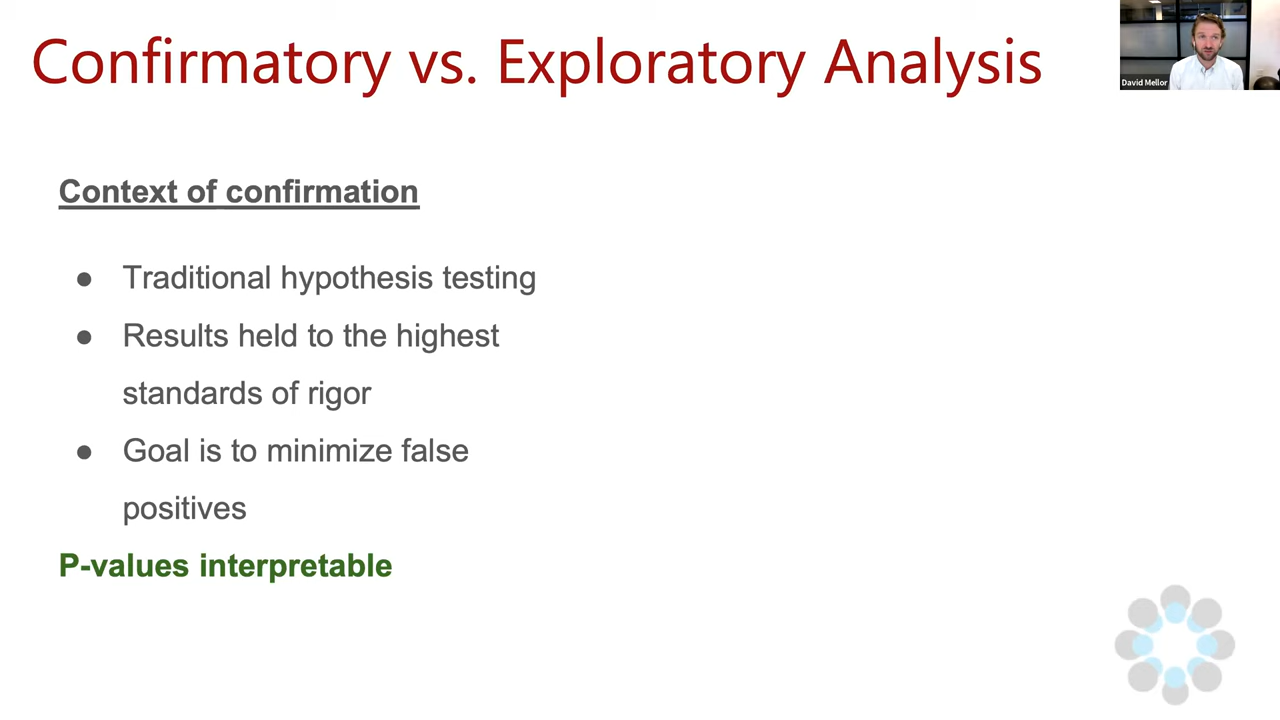 Confirmatory vs. Exploratory Analysis
David Mellor
Context of confirmation
● Traditional hypothesis testing
● Results held to the highest
standards of rigor
● Goal is to minimize false
positives
P-values interpretable